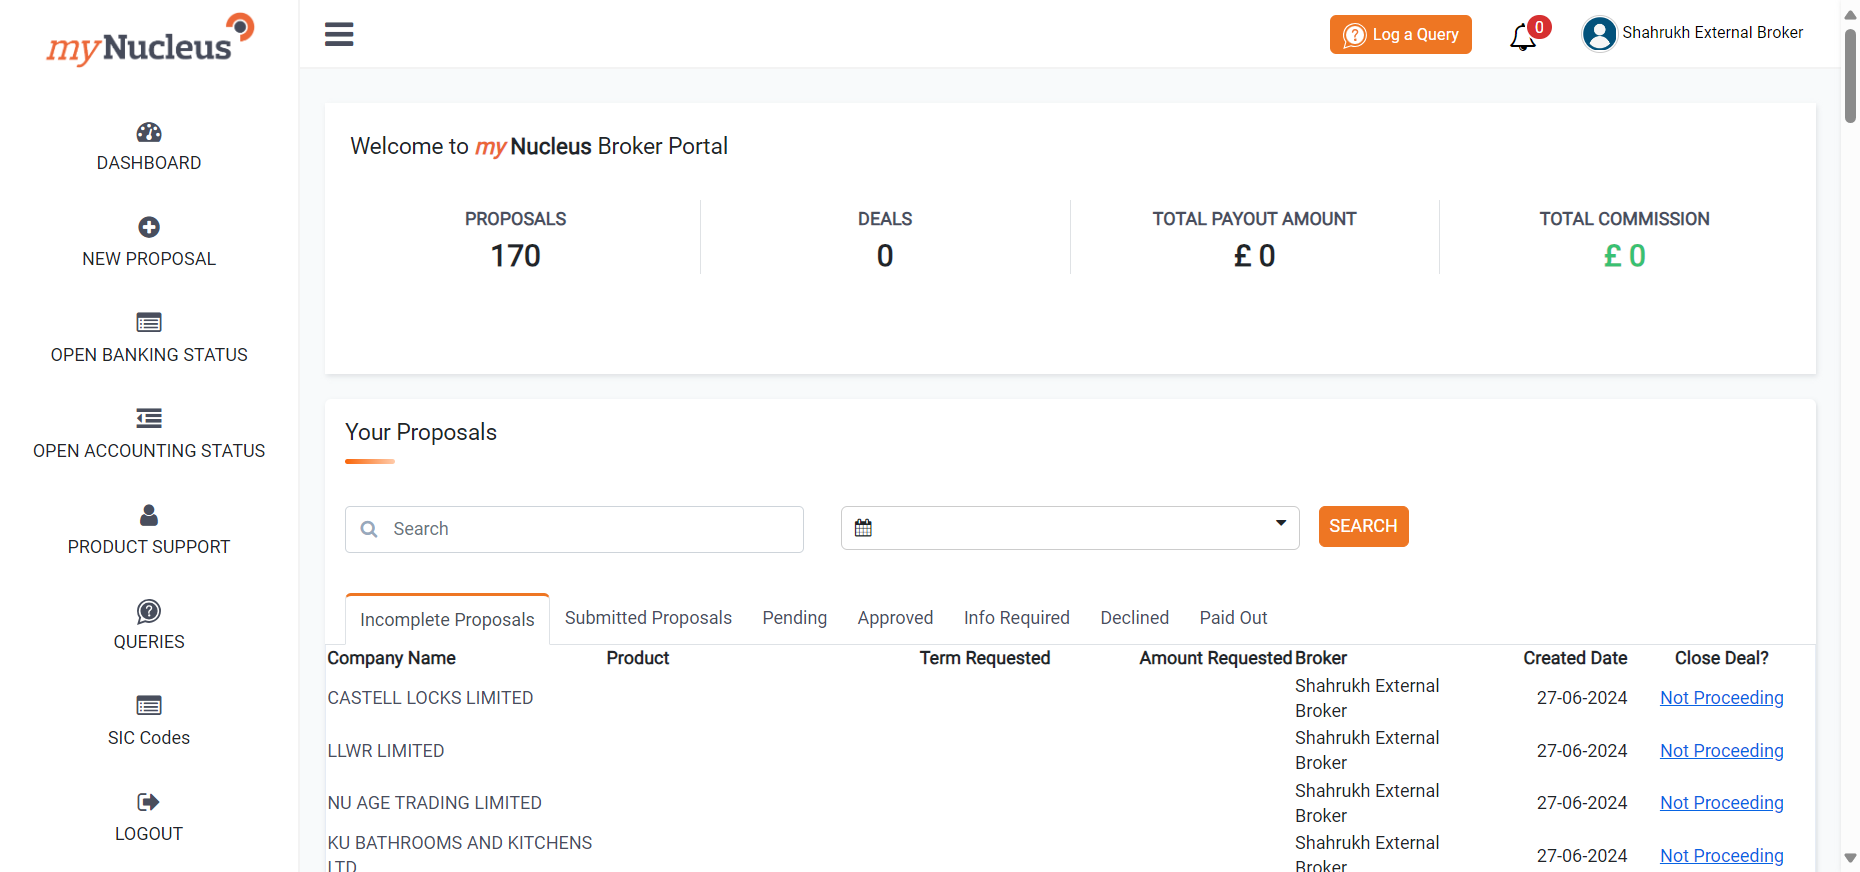 myNucleus
DASHBOARD
NEW PROPOSAL
OPEN BANKING STATUS
OPEN ACCOUNTING STATUS
PRODUCT SUPPORT
QUERIES
SIC Codes
LOGOUT
Log a Query
0
Shahrukh External Broker
Welcome to my Nucleus Broker Portal
PROPOSALS
170
DEALS
0
TOTAL PAYOUT AMOUNT
£ 0
TOTAL COMMISSION
£ 0
Your Proposals
Search
SEARCH
Incomplete Proposals Submitted Proposals Pending Approved Info Required Declined Paid Out
Company Name Product Term Requested Amount Requested Broker Created Date Close Deal?
CASTELL LOCKS LIMITED Shahrukh External Broker 27-06-2024 Not Proceeding
LLWR LIMITED Shahrukh External Broker 27-06-2024 Not Proceeding
NU AGE TRADING LIMITED Shahrukh External Broker 27-06-2024 Not Proceeding
KU BATHROOMS AND KITCHENS LTD Shahrukh External Broker 27-06-2024 Not Proceeding